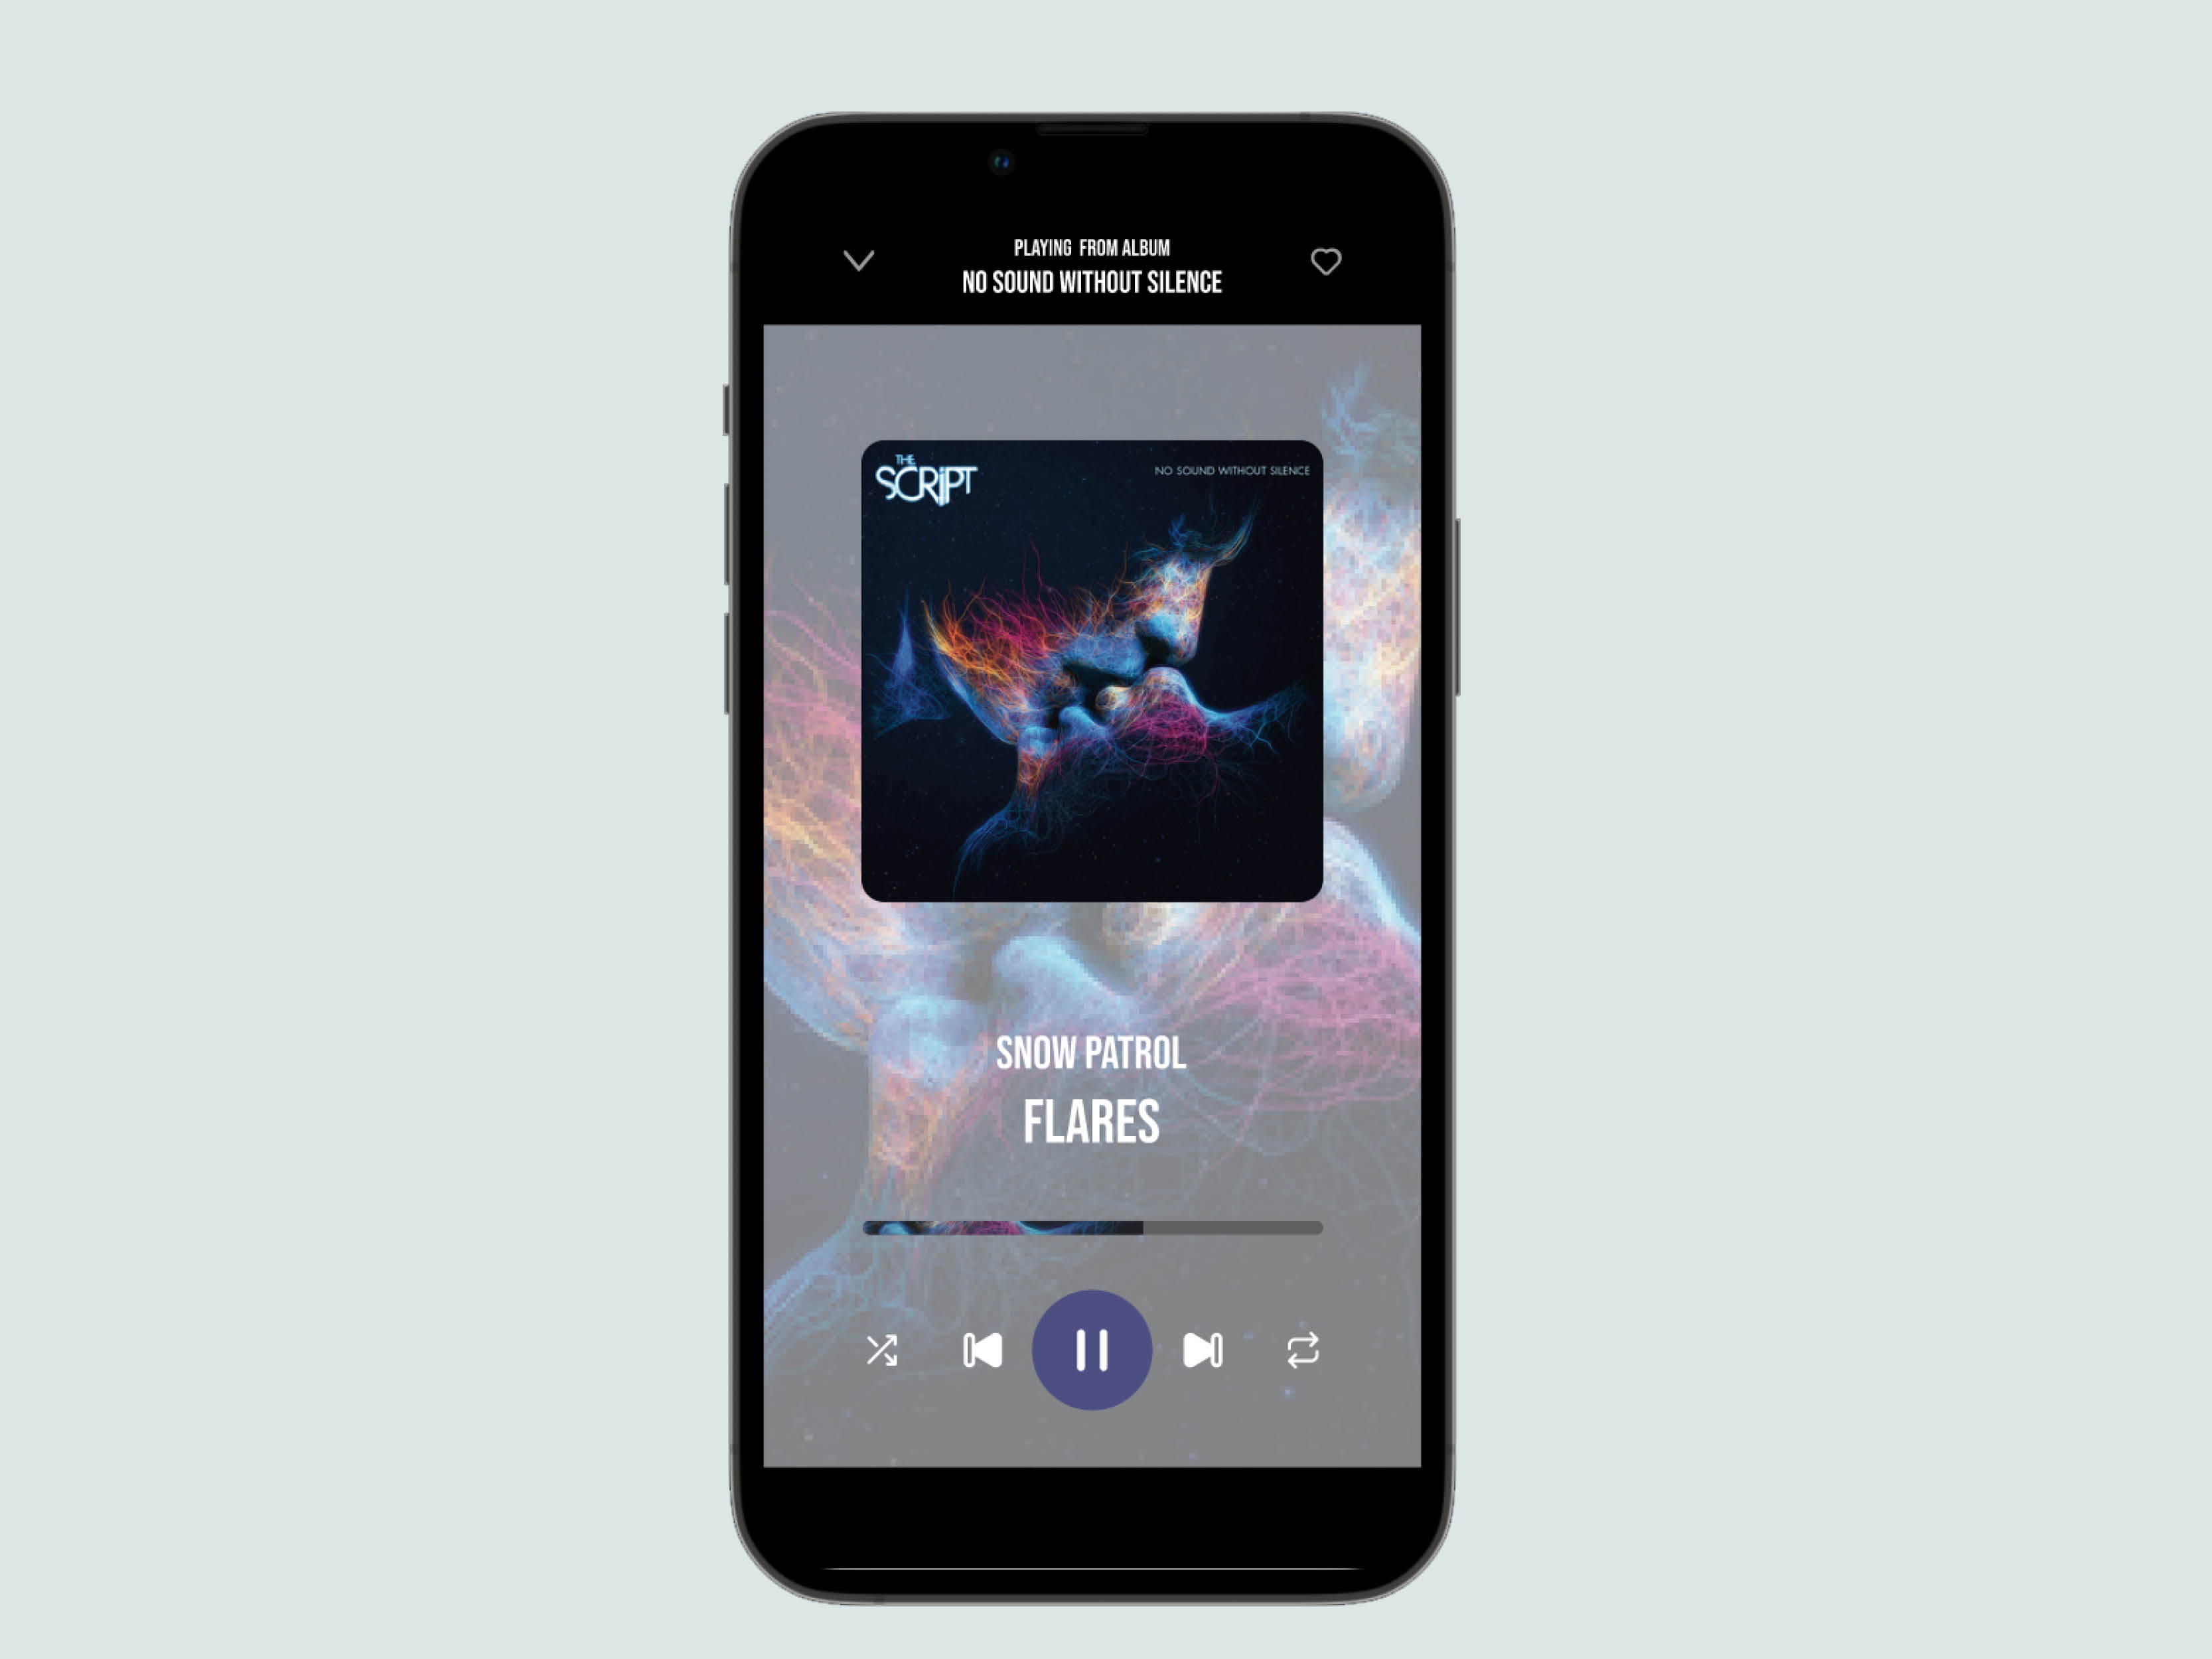 PLAYING FROM ALBUM
NO SOUND WITHOUT SILENCE
THE
SCRIPT
NO SOUND WITHOUT SILENCE
SNOW PATROL
FLARES